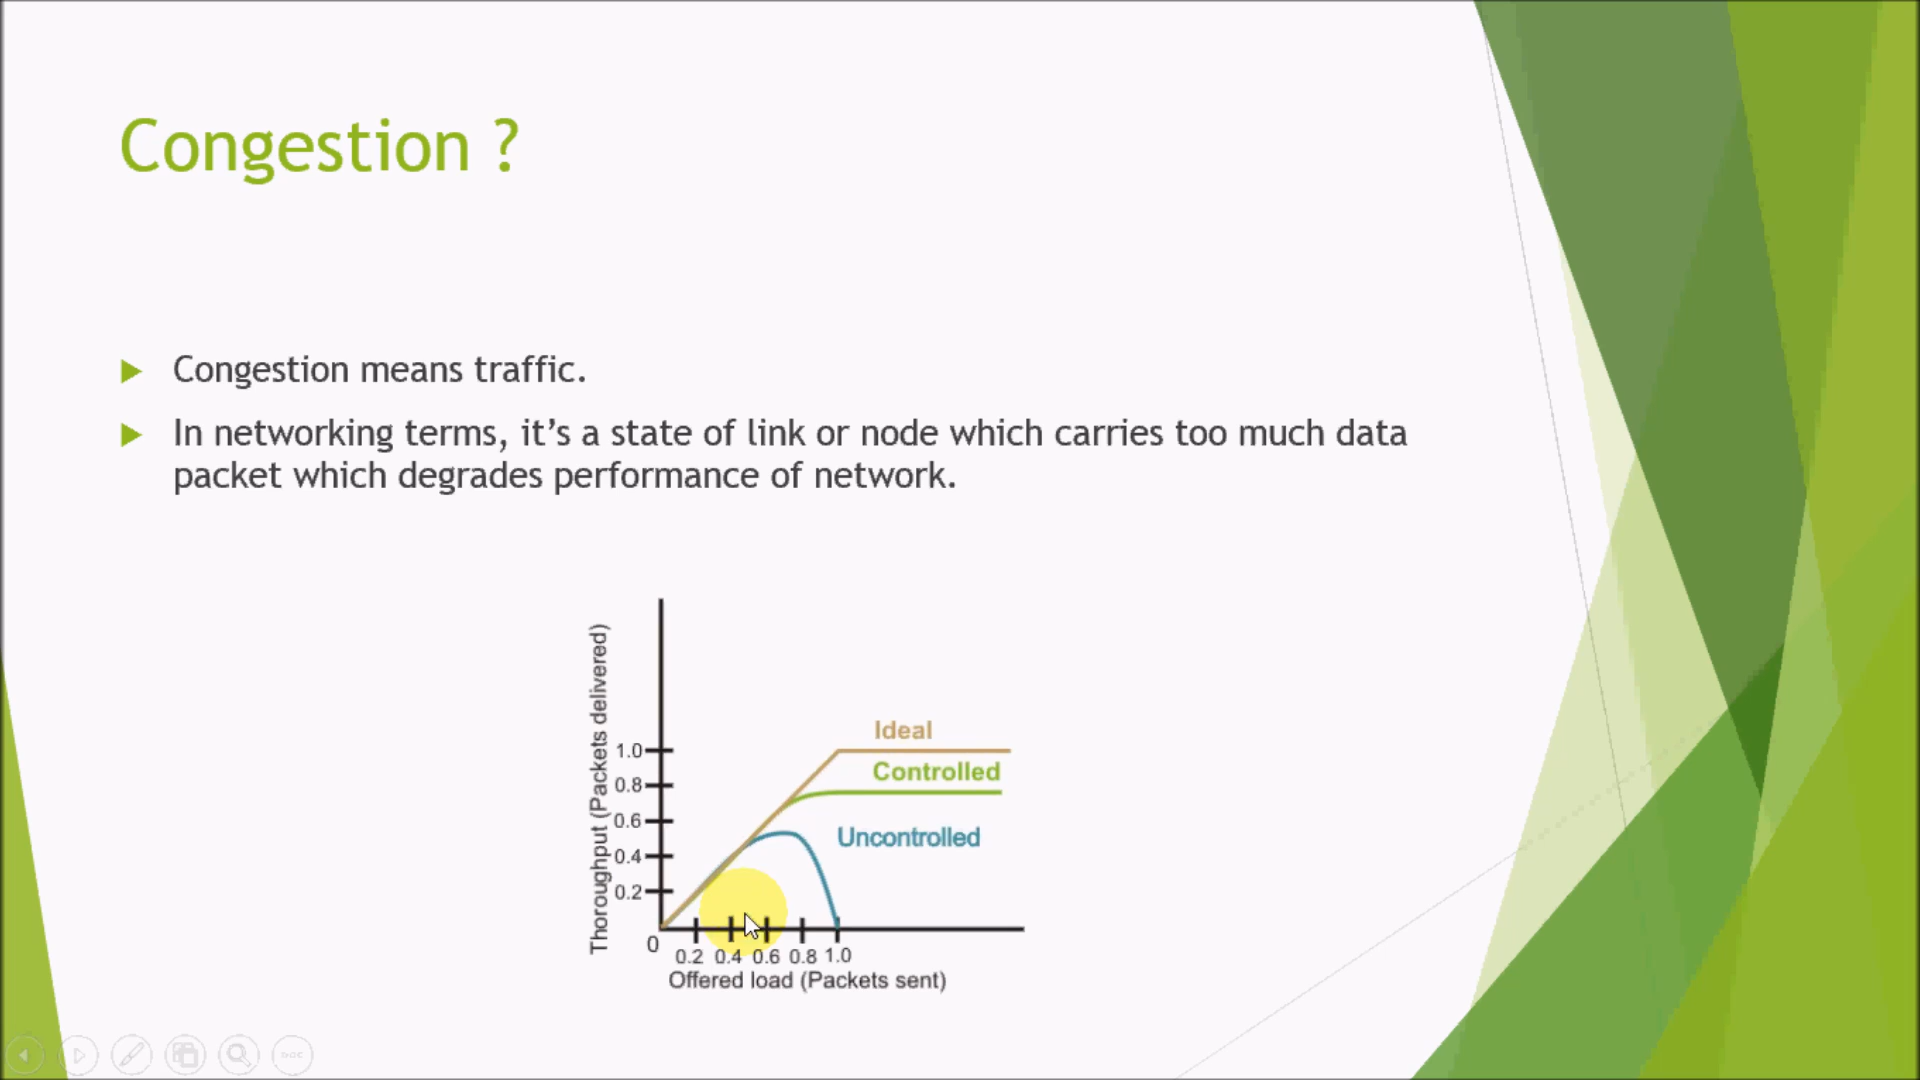 Congestion ?
Congestion means traffic.
In networking terms, it’s a state of link or node which carries too much data
packet which degrades performance of network.
Thoroughput (Packets delivered)
1.0
0.8
0.6
0.4
0.2
0
Ideal
Controlled
Uncontrolled
0.2 0.4 0.6 0.8 1.0
Offered load (Packets sent)